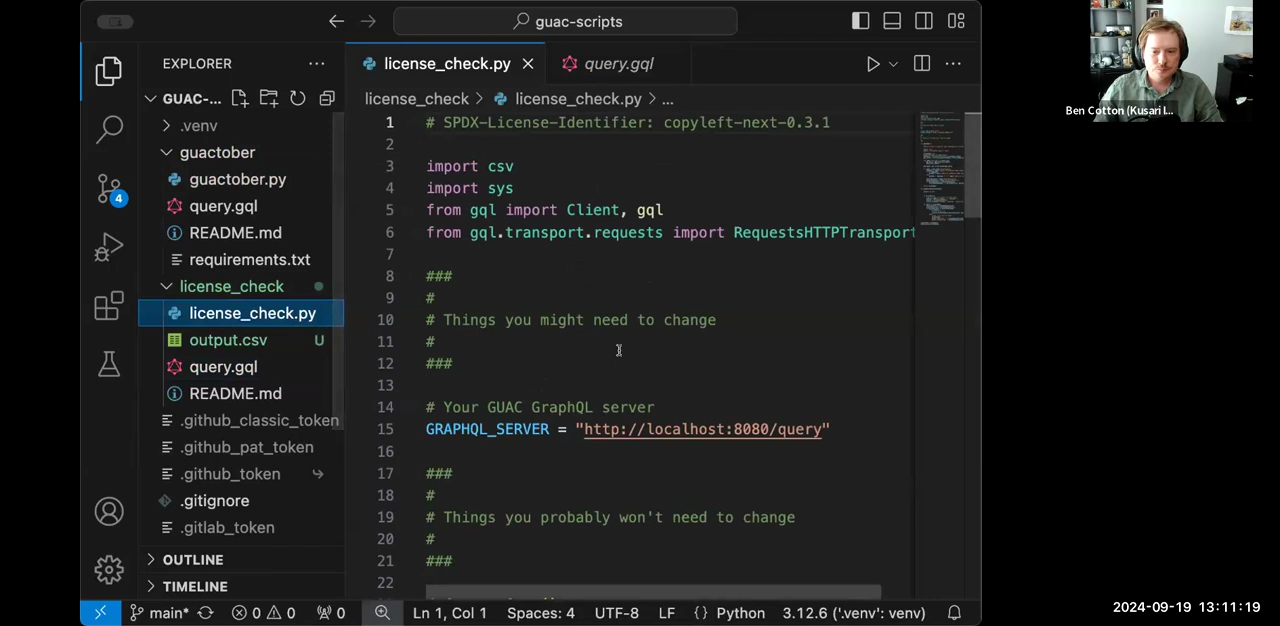 guac-scripts
EXPLORER
GUAC-...
.venv
guactober
guactober.py
query.gql
README.md
requirements.txt
license_check
license_check.py
output.csv U
query.gql
README.md
.github_classic_token
.github_pat_token
.github_token
.gitignore
.gitlab_token
OUTLINE
TIMELINE
4
license_check.py
query.gql
license_check > license_check.py > ...
1 # SPDX-License-Identifier: copyleft-next-0.3.1
2
3 import csv
4 import sys
5 from gql import Client, gql
6 from gql.transport.requests import RequestsHTTPTransport
7
8 ###
9 #
10 # Things you might need to change
11 #
12 ###
13
14 # Your GUAC GraphQL server
15 GRAPHQL_SERVER = "http://localhost:8080/query"
16
17 ###
18 #
19 # Things you probably won't need to change
20 #
21 ###
22
main* 0 0 0 Ln 1, Col 1 Spaces: 4 UTF-8 LF {} Python 3.12.6 ('.venv': venv)
Ben Cotton (Kusari I...
2024-09-19 13:11:19